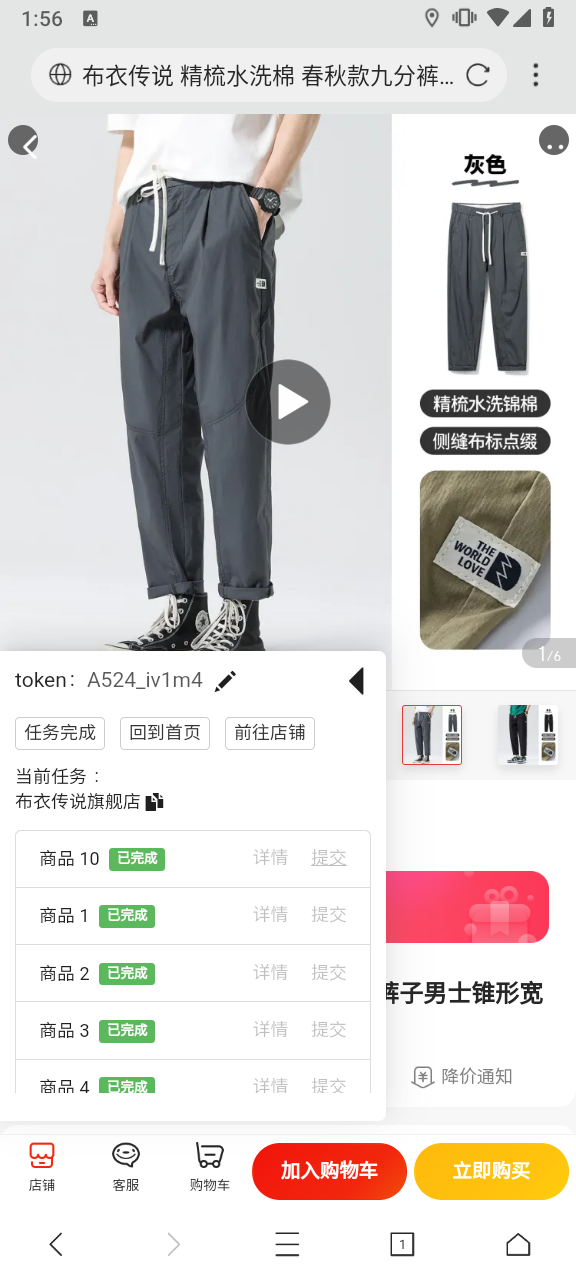 1:56
布衣传说 精梳水洗棉 春秋款九分裤...
灰色
精梳水洗锦棉
侧缝布标点缀
THE
WORLD
LOVE
1/6
token: A524_iv1m4
任务完成 回到首页 前往店铺
当前任务：
布衣传说旗舰店
商品 10 已完成 详情 提交
商品 1 已完成 详情 提交
商品 2 已完成 详情 提交
商品 3 已完成 详情 提交
商品 4 已完成 详情 提交
裤子男士锥形宽
降价通知
店铺 客服 购物车 加入购物车 立即购买
1